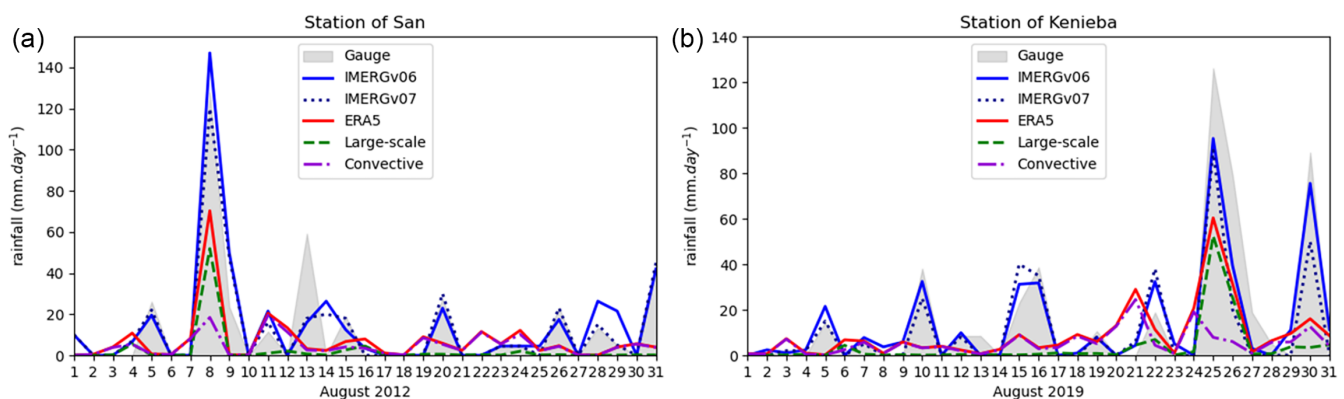 (a)
Station of San
rainfall (mm.day⁻¹)
140
120
100
80
60
40
20
0
Gauge
IMERGv06
IMERGv07
ERA5
Large-scale
Convective
1 2 3 4 5 6 7 8 9 10 11 12 13 14 15 16 17 18 19 20 21 22 23 24 25 26 27 28 29 30 31
August 2012
(b)
Station of Kenieba
rainfall (mm.day⁻¹)
140
120
100
80
60
40
20
0
Gauge
IMERGv06
IMERGv07
ERA5
Large-scale
Convective
1 2 3 4 5 6 7 8 9 10 11 12 13 14 15 16 17 18 19 20 21 22 23 24 25 26 27 28 29 30 31
August 2019